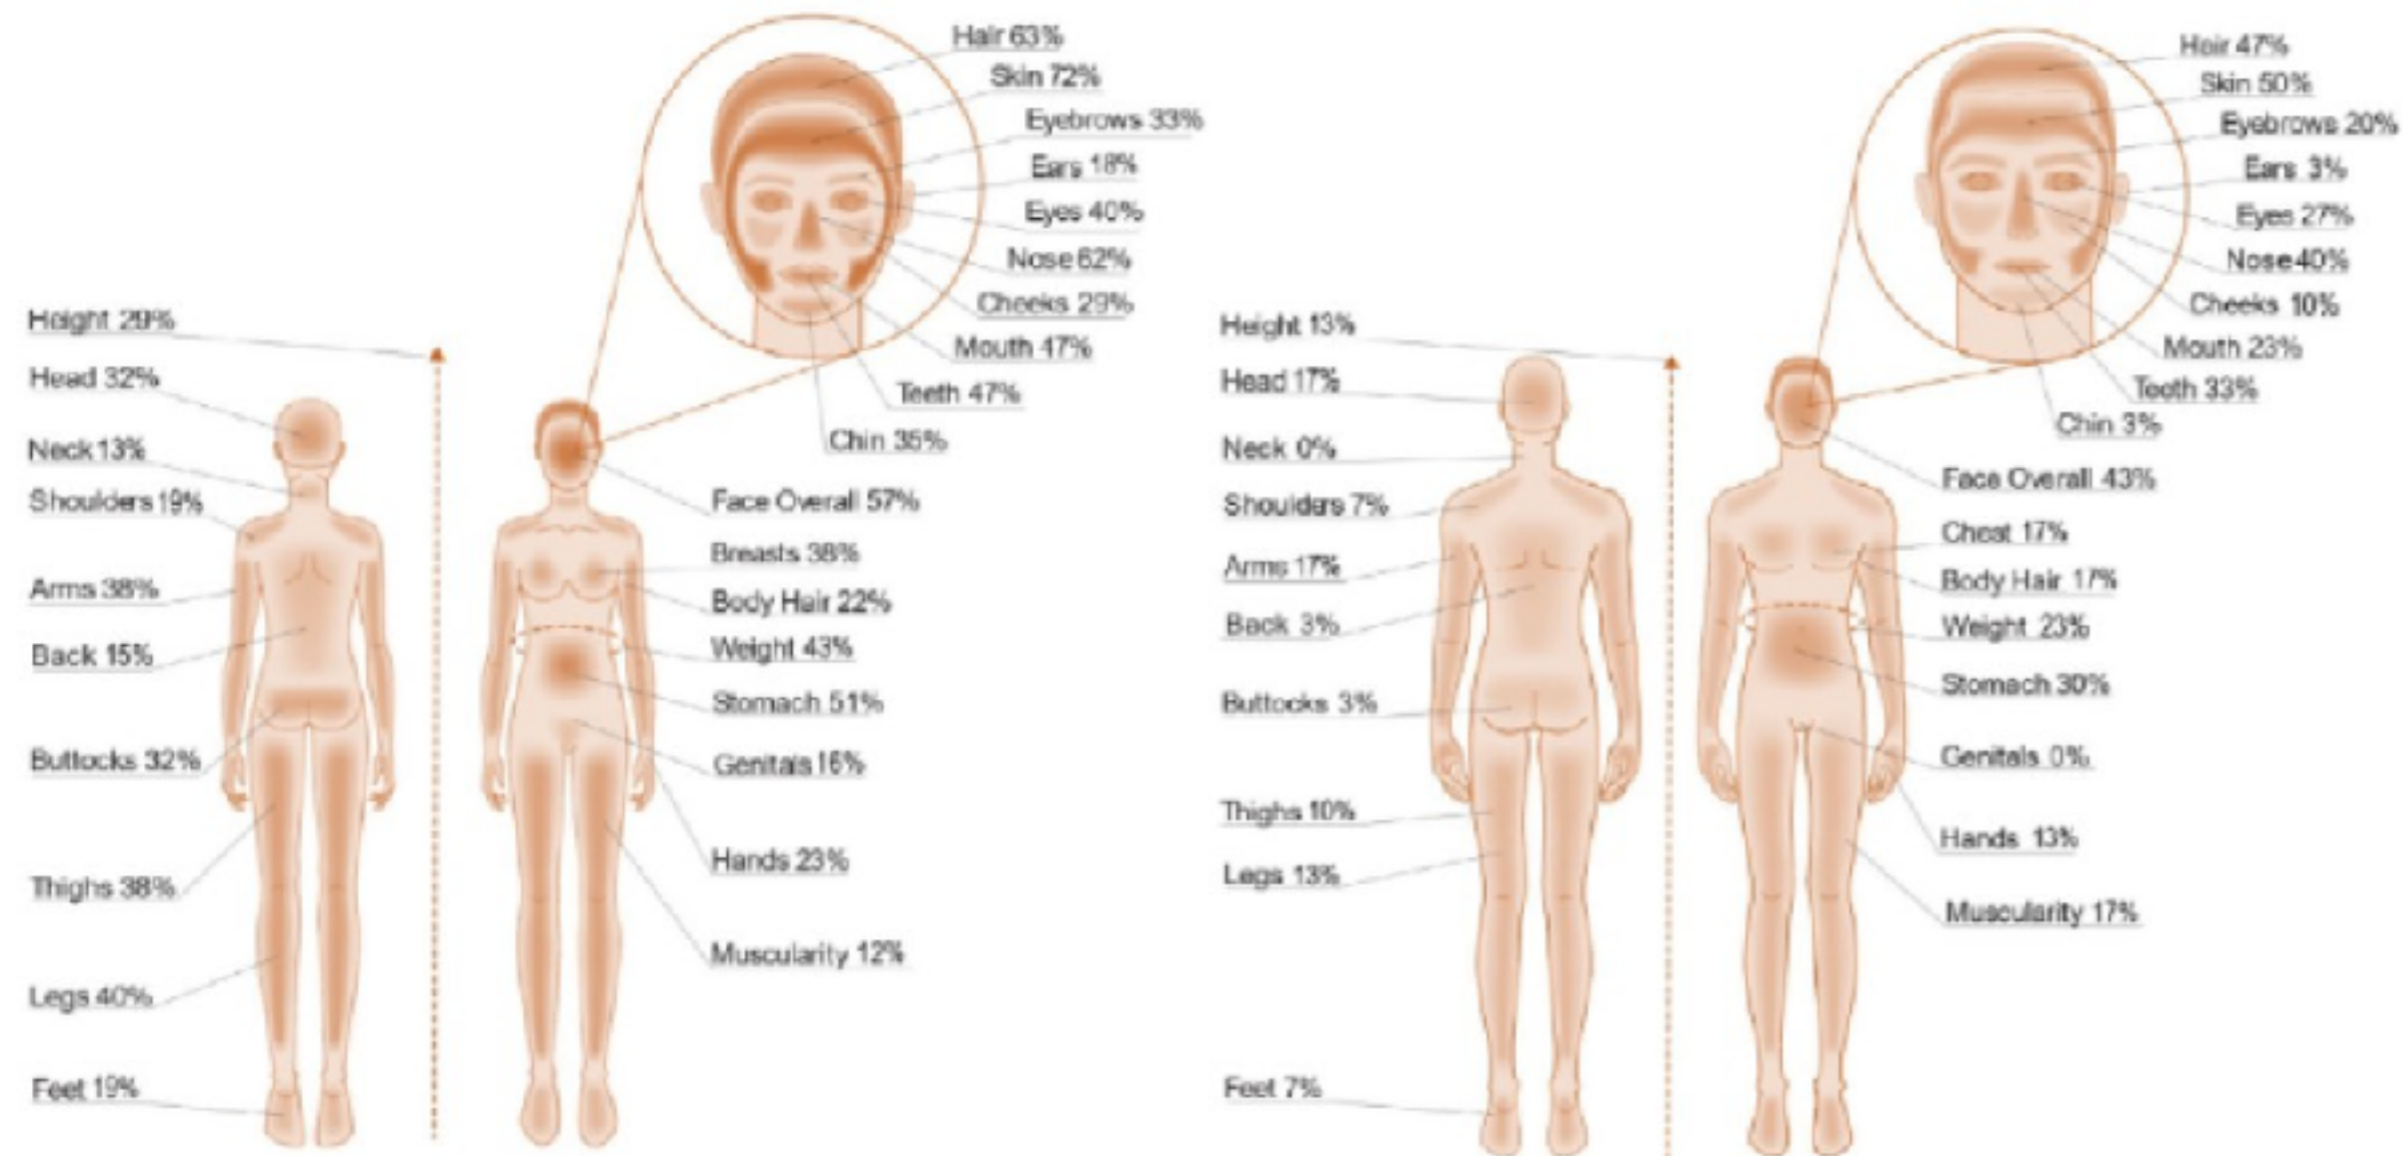 Hair 63%
Skin 72%
Eyebrows 33%
Ears 18%
Eyes 40%
Nose 62%
Cheeks 29%
Mouth 47%
Teeth 47%
Chin 35%
Height 29%
Head 32%
Neck 13%
Shoulders 19%
Arms 38%
Back 15%
Buttocks 32%
Thighs 38%
Legs 40%
Feet 19%
Face Overall 57%
Breasts 38%
Body Hair 22%
Weight 43%
Stomach 51%
Genitals 16%
Hands 23%
Muscularity 12%
Hair 47%
Skin 50%
Eyebrows 20%
Ears 3%
Eyes 27%
Nose 40%
Cheeks 10%
Mouth 23%
Teeth 33%
Chin 3%
Height 13%
Head 17%
Neck 0%
Shoulders 7%
Arms 17%
Back 3%
Buttocks 3%
Thighs 10%
Legs 13%
Feet 7%
Face Overall 43%
Chest 17%
Body Hair 17%
Weight 23%
Stomach 30%
Genitals 0%
Hands 13%
Muscularity 17%